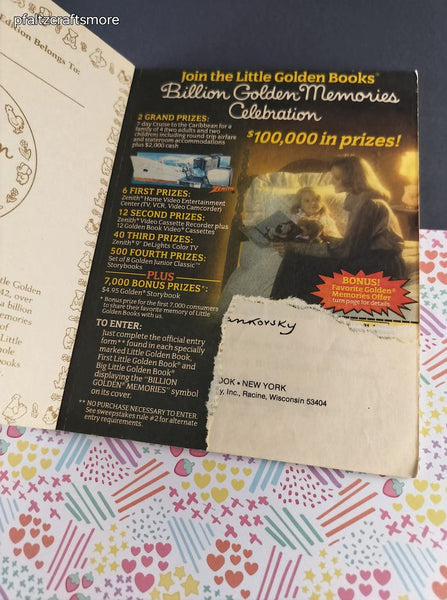 pfaltzcraftsmore
Edition Belongs To:
Join the Little Golden Books®
Billion Golden Memories
Celebration
$100,000 in prizes!
2 GRAND PRIZES:
7 day Cruise to the Caribbean for a
family of 4 (two adults and two
children) including round trip airfare
and stateroom accommodations
plus $2,000 cash
ZENITH
6 FIRST PRIZES:
Zenith® Home Video Entertainment
Center (TV, VCR, Video Camcorder)
12 SECOND PRIZES:
Zenith® Video Cassette Recorder plus
12 Golden Book Video® Cassettes
40 THIRD PRIZES:
Zenith® 9" DeLights Color TV
500 FOURTH PRIZES:
Set of 8 Golden Junior Classic™
Storybooks
PLUS
7,000 BONUS PRIZES*:
$4.95 Golden® Storybook
* Bonus prize for the first 7,000 consumers
to share their favorite memory of Little
Golden Books with us.
TO ENTER:
Just complete the official entry
form** found in each specially
marked Little Golden Book,
First Little Golden Book® and
Big Little Golden Book®
displaying the "BILLION
GOLDEN® MEMORIES" symbol
on its cover.
** NO PURCHASE NECESSARY TO ENTER.
See sweepstakes rule #2 for alternate
entry requirements.
BONUS!
Favorite Golden®
Memories Offer
turn page for details
OOK • NEW YORK
y, Inc., Racine, Wisconsin 53404
42, over
billion